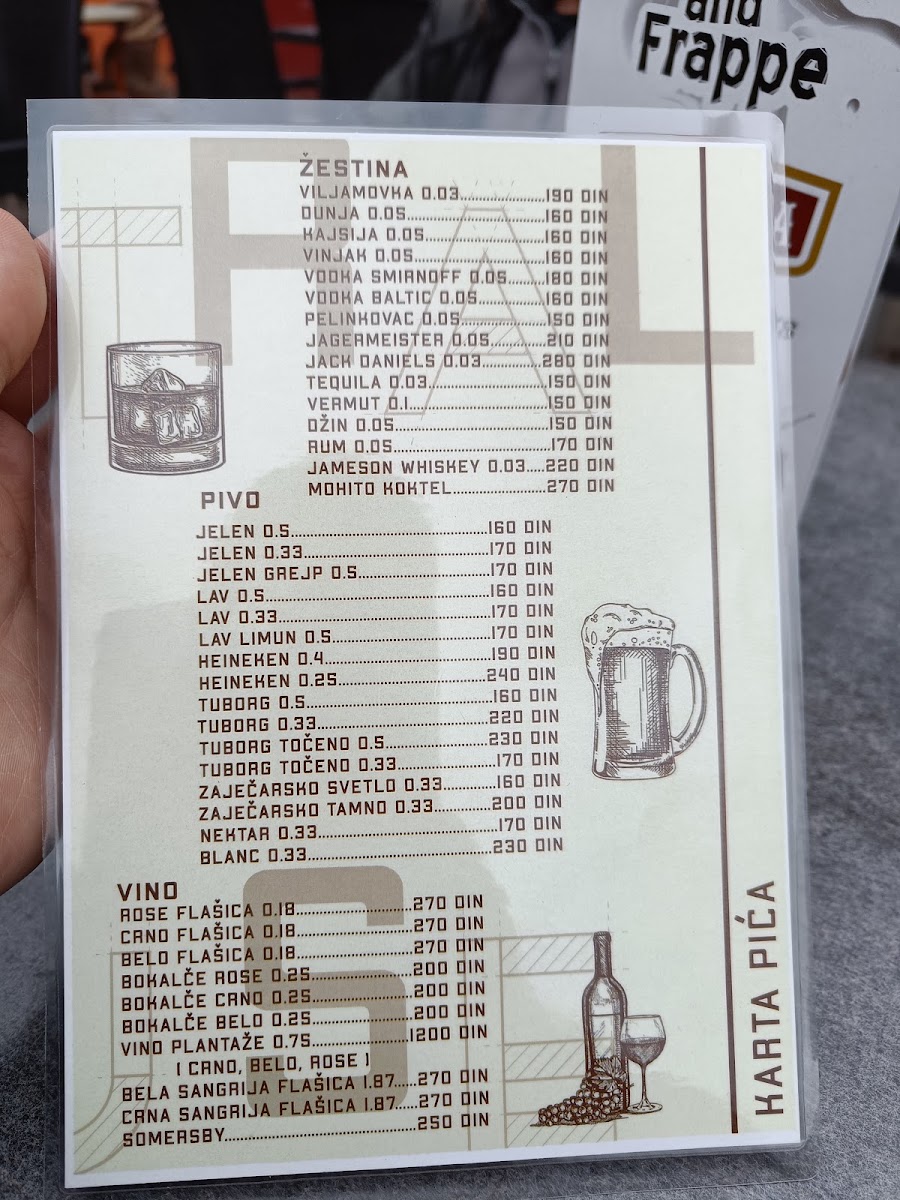 and
Frappe
ŽESTINA
VILJAMOVKA 0.03...................190 DIN
DUNJA 0.05...................160 DIN
KAJSIJA 0.05...................160 DIN
VINJAK 0.05...................160 DIN
VODKA SMIRNOFF 0.05........180 DIN
VODKA BALTIC 0.05............160 DIN
PELINKOVAC 0.05...................150 DIN
JAGERMEISTER 0.05............210 DIN
JACK DANIELS 0.03.............280 DIN
TEQUILA 0.03...................150 DIN
VERMUT 0.1...................150 DIN
DŽIN 0.05...................150 DIN
RUM 0.05...................170 DIN
JAMESON WHISKEY 0.03.....220 DIN
MOHITO KOKTEL...................270 DIN
PIVO
JELEN 0.5...................160 DIN
JELEN 0.33...................170 DIN
JELEN GREJP 0.5...................170 DIN
LAV 0.5...................160 DIN
LAV 0.33...................170 DIN
LAV LIMUN 0.5...................170 DIN
HEINEKEN 0.4...................190 DIN
HEINEKEN 0.25...................240 DIN
TUBORG 0.5...................160 DIN
TUBORG 0.33...................220 DIN
TUBORG TOČENO 0.5...................230 DIN
TUBORG TOČENO 0.33...................170 DIN
ZAJEČARSKO SVETLO 0.33...........160 DIN
ZAJEČARSKO TAMNO 0.33............200 DIN
NEKTAR 0.33...................170 DIN
BLANC 0.33...................230 DIN
VINO
ROSE FLAŠICA 0.18...................270 DIN
CRNO FLAŠICA 0.18...................270 DIN
BELO FLAŠICA 0.18...................270 DIN
BOKALČE ROSE 0.25...................200 DIN
BOKALČE CRNO 0.25...................200 DIN
BOKALČE BELO 0.25...................200 DIN
VINO PLANTAŽE 0.75...................1200 DIN
( CRNO, BELO, ROSE )
BELA SANGRIJA FLAŠICA 1.87.....270 DIN
CRNA SANGRIJA FLAŠICA 1.87.....270 DIN
SOMERSBY...................250 DIN
KARTA PIĆA